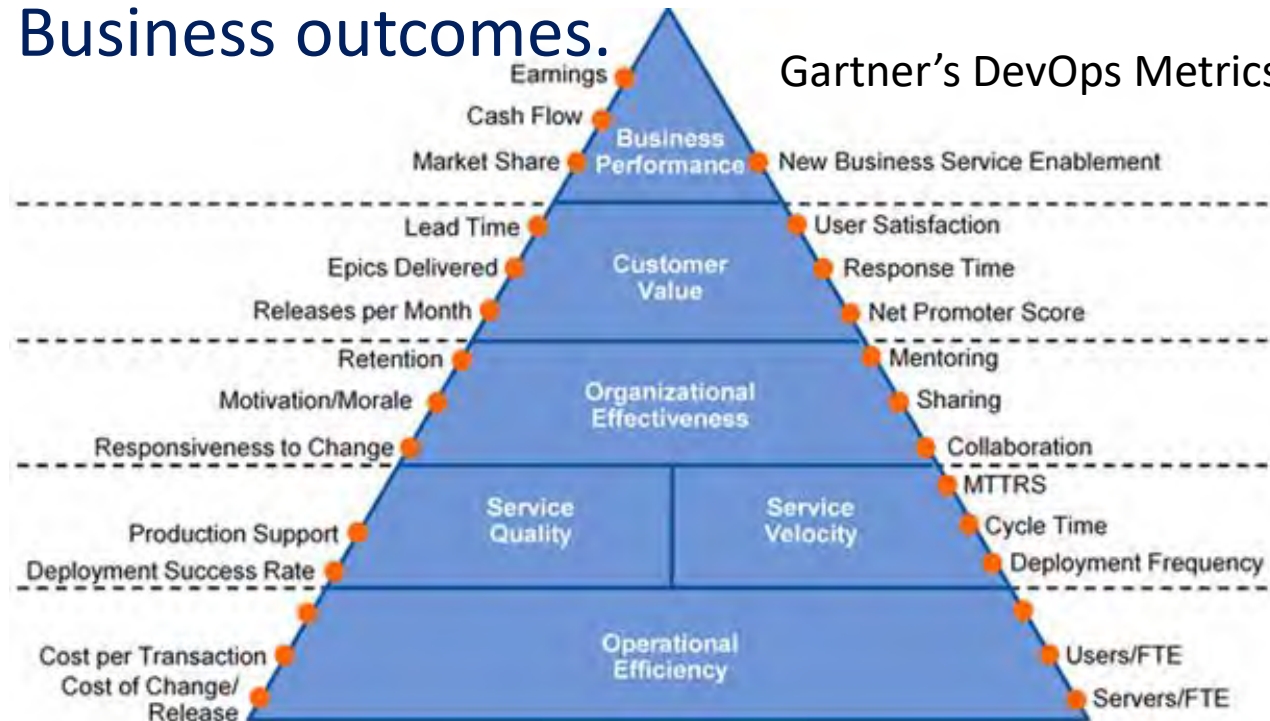 Business outcomes.
Gartner's DevOps Metrics
Earnings
Cash Flow
Business
Market Share
Performance
New Business Service Enablement
Lead Time
User Satisfaction
Epics Delivered
Customer
Value
Response Time
Releases per Month
Net Promoter Score
Retention
Mentoring
Motivation/Morale
Organizational
Effectiveness
Sharing
Responsiveness to Change
Collaboration
MTTRS
Service
Quality
Service
Velocity
Production Support
Cycle Time
Deployment Success Rate
Deployment Frequency
Operational
Efficiency
Cost per Transaction
Users/FTE
Cost of Change/
Release
Servers/FTE